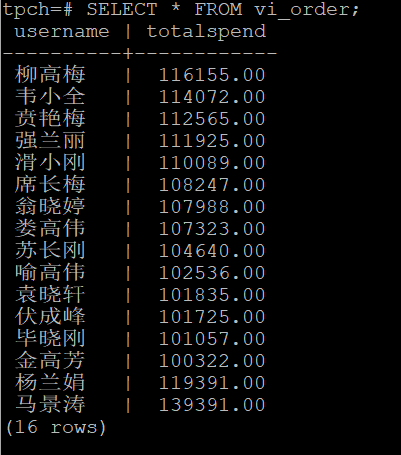 tpch=# SELECT * FROM vi_order;
 username | totalspend
----------+------------
 柳高梅   |  116155.00
 韦小全   |  114072.00
 贲艳梅   |  112565.00
 强兰丽   |  111925.00
 滑小刚   |  110089.00
 席长梅   |  108247.00
 翁晓婷   |  107988.00
 娄高伟   |  107323.00
 苏长刚   |  104640.00
 喻高伟   |  102536.00
 袁晓轩   |  101835.00
 伏成峰   |  101725.00
 毕晓刚   |  101057.00
 金高芳   |  100322.00
 杨兰娟   |  119391.00
 马景涛   |  139391.00
(16 rows)